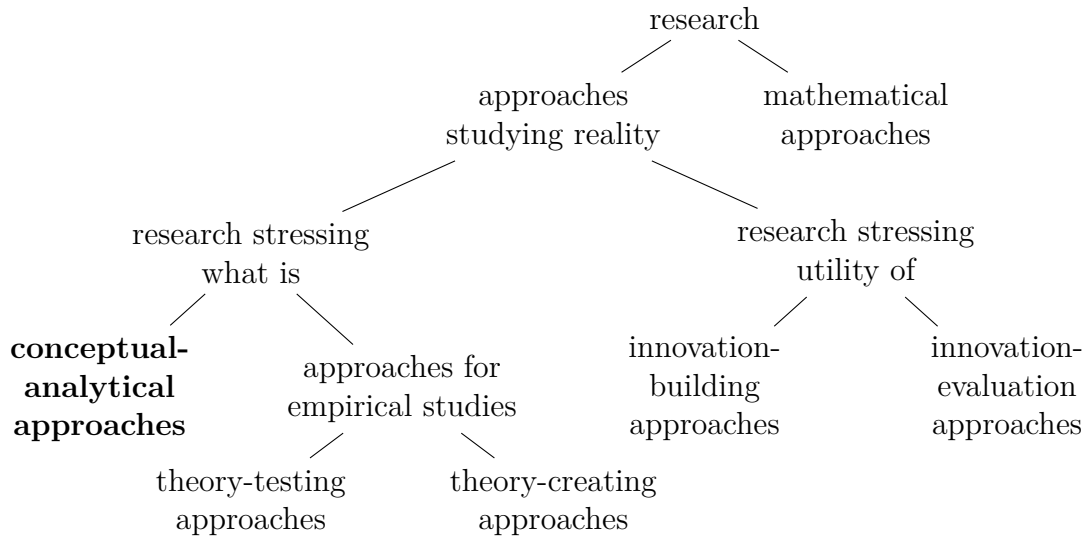 research
approaches
studying reality
mathematical
approaches
research stressing
what is
research stressing
utility of
conceptual-
analytical
approaches
approaches for
empirical studies
innovation-
building
approaches
innovation-
evaluation
approaches
theory-testing
approaches
theory-creating
approaches